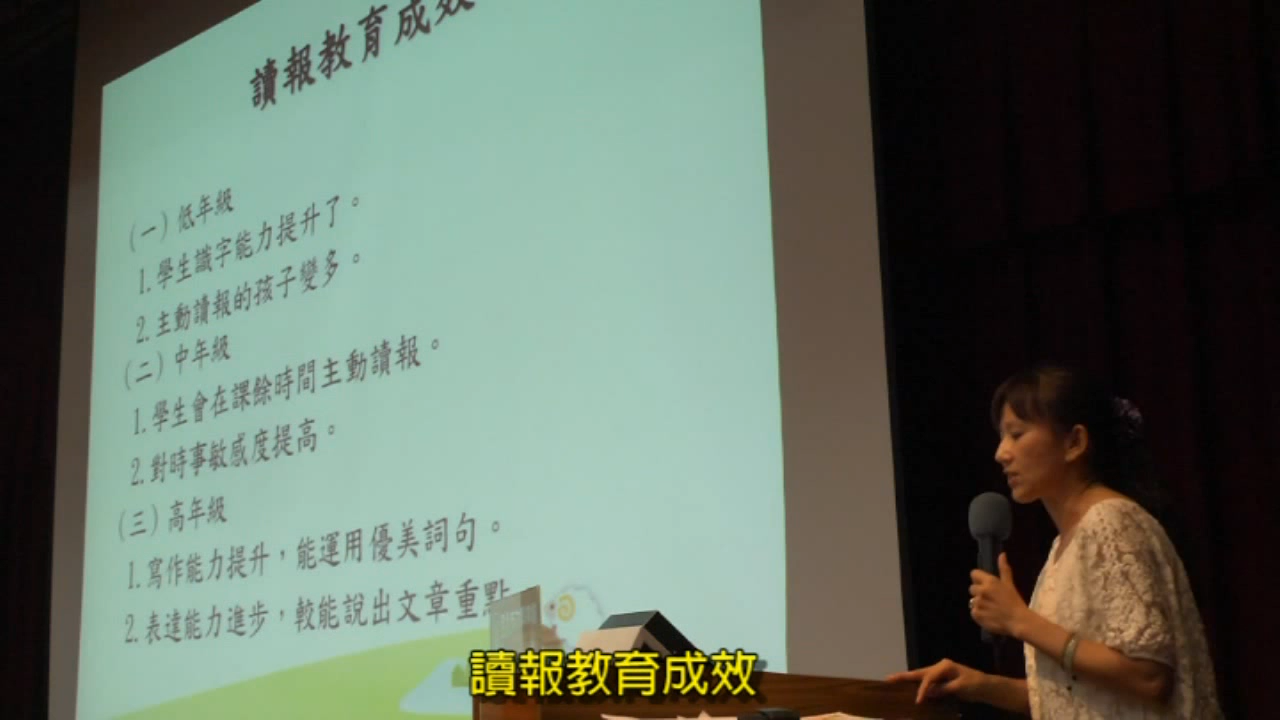 讀報教育成效
(一)低年級
1.學生識字能力提升了。
2.主動讀報的孩子變多。
(二)中年級
1.學生會在課餘時間主動讀報。
2.對時事敏感度提高。
(三)高年級
1.寫作能力提升，能運用優美詞句。
2.表達能力進步，較能說出文章重點
讀報教育成效